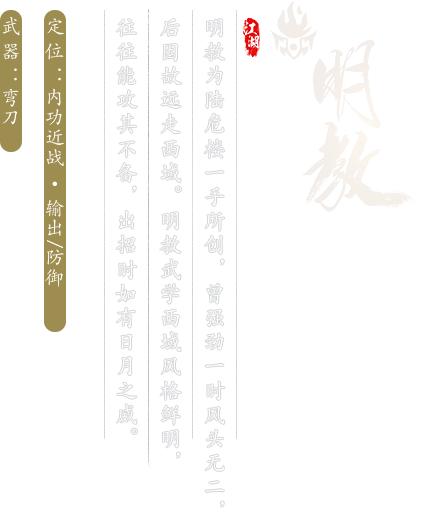 明教
江湖
明教为陆危楼一手所创，曾强劲一时风头无二，
后因故远走西域。明教武学西域风格鲜明，
往往能攻其不备，出招时如有日月之威。
定位：内功近战·输出/防御
武器：弯刀